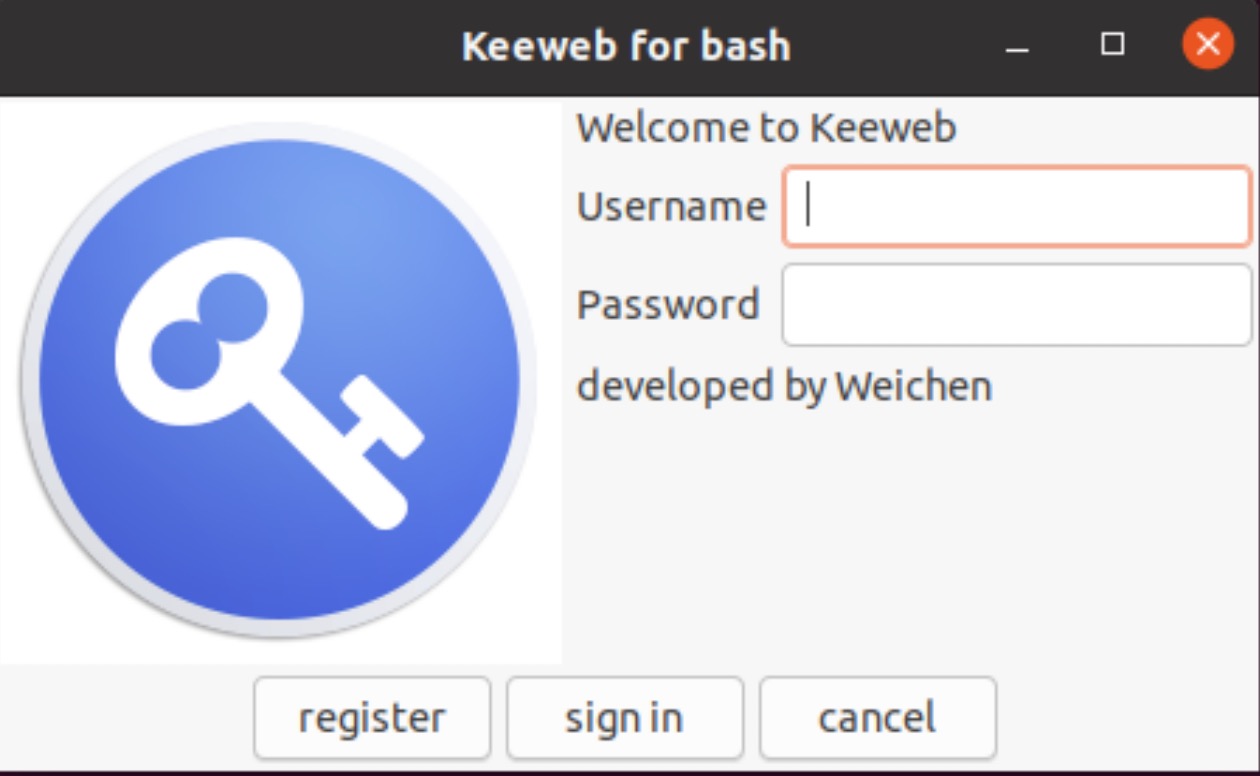 Keeweb for bash
Welcome to Keeweb
Username
Password
developed by Weichen
register
sign in
cancel